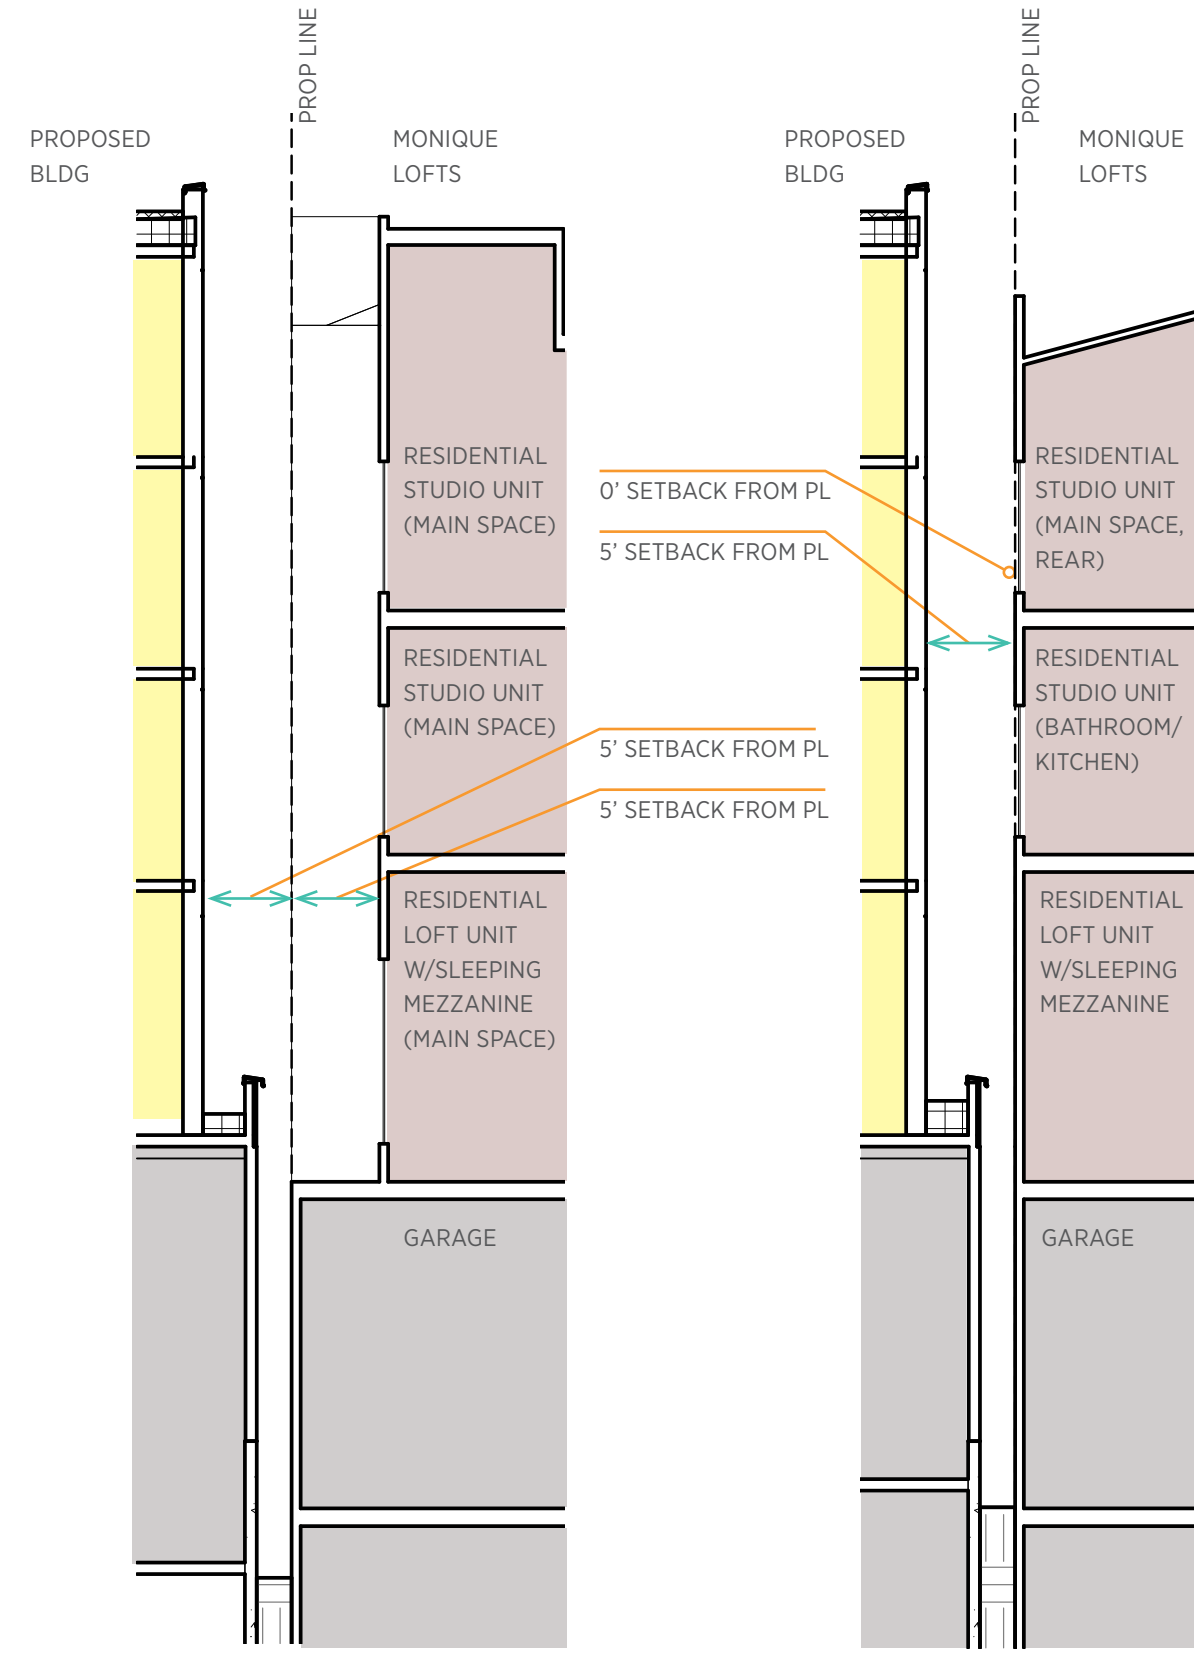 PROP LINE
PROPOSED
BLDG
MONIQUE
LOFTS
RESIDENTIAL
STUDIO UNIT
(MAIN SPACE)
RESIDENTIAL
STUDIO UNIT
(MAIN SPACE)
RESIDENTIAL
LOFT UNIT
W/SLEEPING
MEZZANINE
(MAIN SPACE)
GARAGE
0’ SETBACK FROM PL
5’ SETBACK FROM PL
5’ SETBACK FROM PL
5’ SETBACK FROM PL
PROP LINE
PROPOSED
BLDG
MONIQUE
LOFTS
RESIDENTIAL
STUDIO UNIT
(MAIN SPACE,
REAR)
RESIDENTIAL
STUDIO UNIT
(BATHROOM/
KITCHEN)
RESIDENTIAL
LOFT UNIT
W/SLEEPING
MEZZANINE
GARAGE